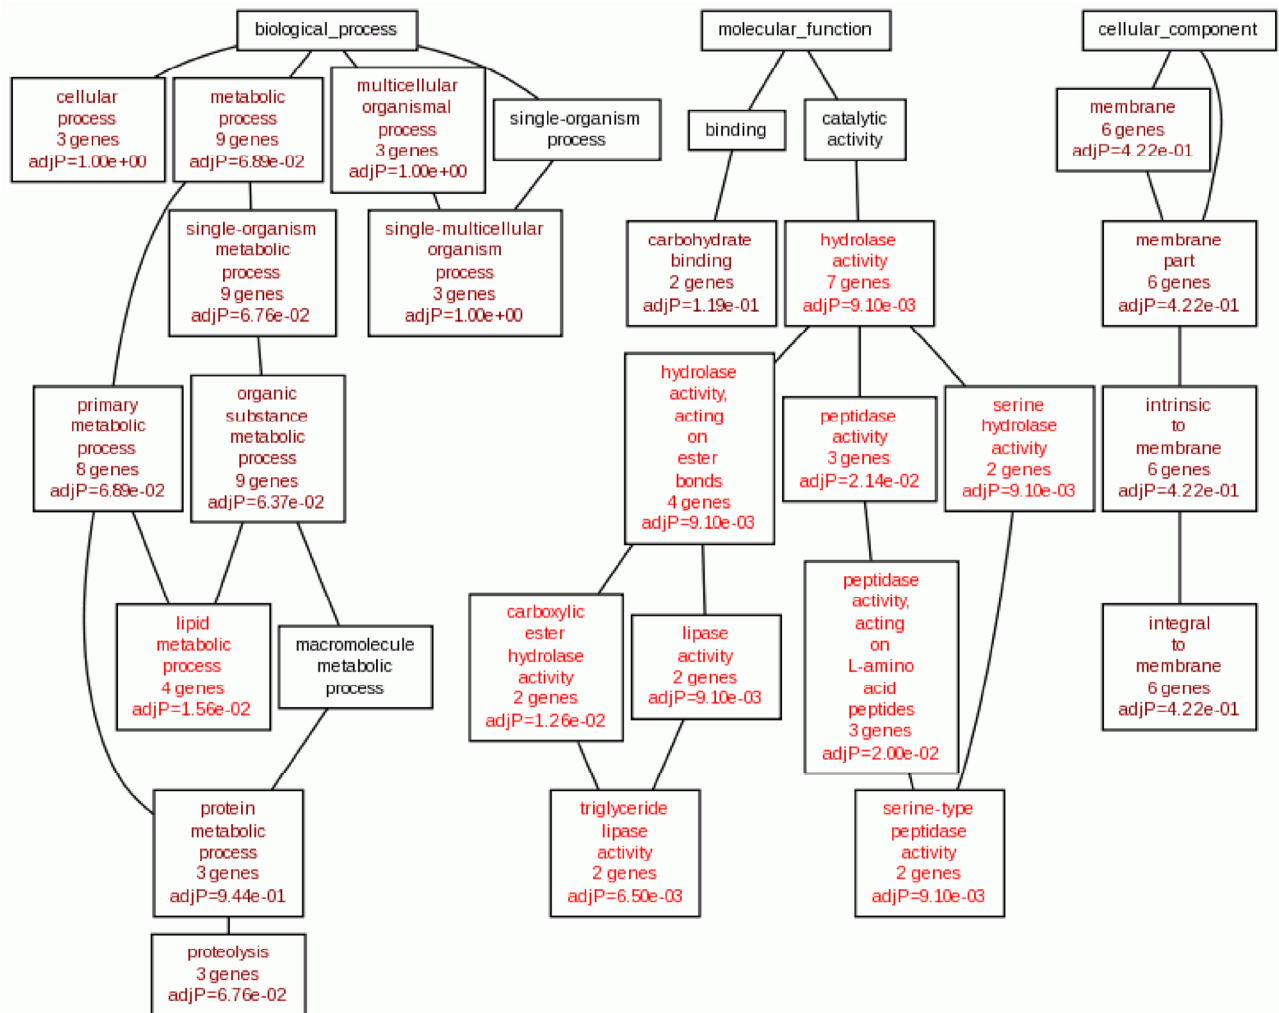 biological_process
molecular_function
cellular_component
cellular
process
3 genes
adjP=1.00e+00
metabolic
process
9 genes
adjP=6.89e-02
multicellular
organismal
process
3 genes
adjP=1.00e+00
single-organism
process
binding
catalytic
activity
membrane
6 genes
adjP=4.22e-01
single-organism
metabolic
process
9 genes
adjP=6.76e-02
single-multicellular
organism
process
3 genes
adjP=1.00e+00
carbohydrate
binding
2 genes
adjP=1.19e-01
hydrolase
activity
7 genes
adjP=9.10e-03
membrane
part
6 genes
adjP=4.22e-01
primary
metabolic
process
8 genes
adjP=6.89e-02
organic
substance
metabolic
process
9 genes
adjP=6.37e-02
hydrolase
activity,
acting
on
ester
bonds
4 genes
adjP=9.10e-03
peptidase
activity
3 genes
adjP=2.14e-02
serine
hydrolase
activity
2 genes
adjP=9.10e-03
intrinsic
to
membrane
6 genes
adjP=4.22e-01
lipid
metabolic
process
4 genes
adjP=1.56e-02
macromolecule
metabolic
process
carboxylic
ester
hydrolase
activity
2 genes
adjP=1.26e-02
lipase
activity
2 genes
adjP=9.10e-03
peptidase
activity,
acting
on
L-amino
acid
peptides
3 genes
adjP=2.00e-02
integral
to
membrane
6 genes
adjP=4.22e-01
protein
metabolic
process
3 genes
adjP=9.44e-01
triglyceride
lipase
activity
2 genes
adjP=6.50e-03
serine-type
peptidase
activity
2 genes
adjP=9.10e-03
proteolysis
3 genes
adjP=6.76e-02